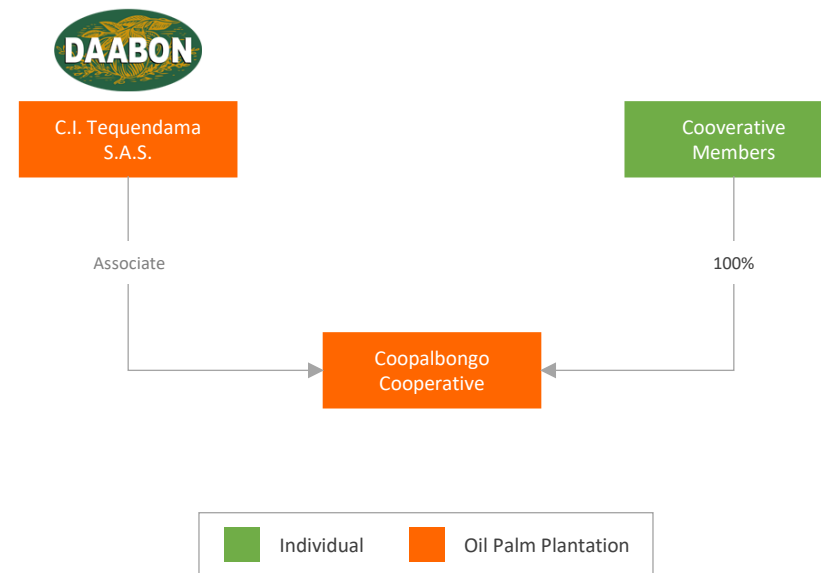 DAABON
C.I. Tequendama
S.A.S.
Cooverative
Members
Associate
100%
Coopalbongo
Cooperative
Individual
Oil Palm Plantation